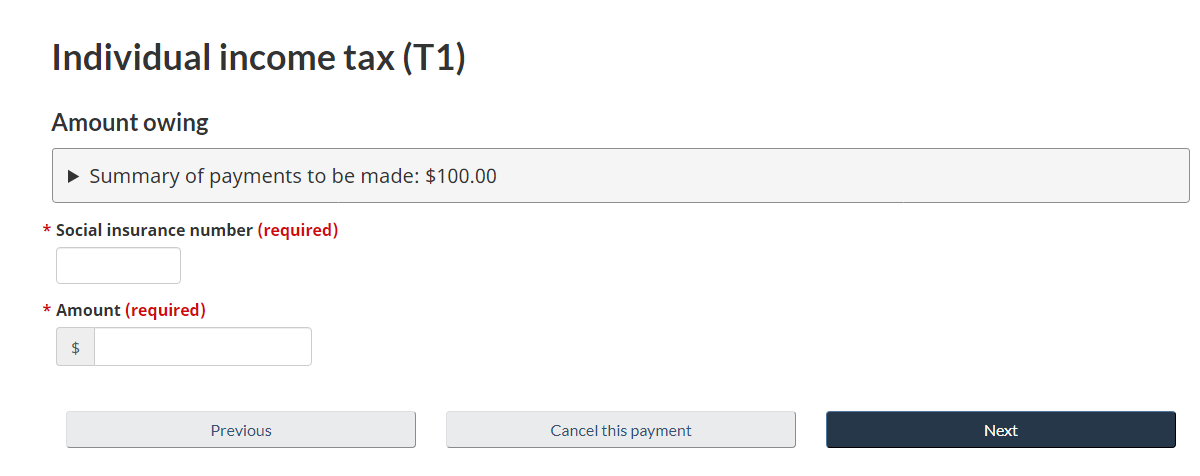 Individual income tax (T1)
Amount owing
▶ Summary of payments to be made: $100.00
* Social insurance number (required)
* Amount (required)
$
Previous
Cancel this payment
Next